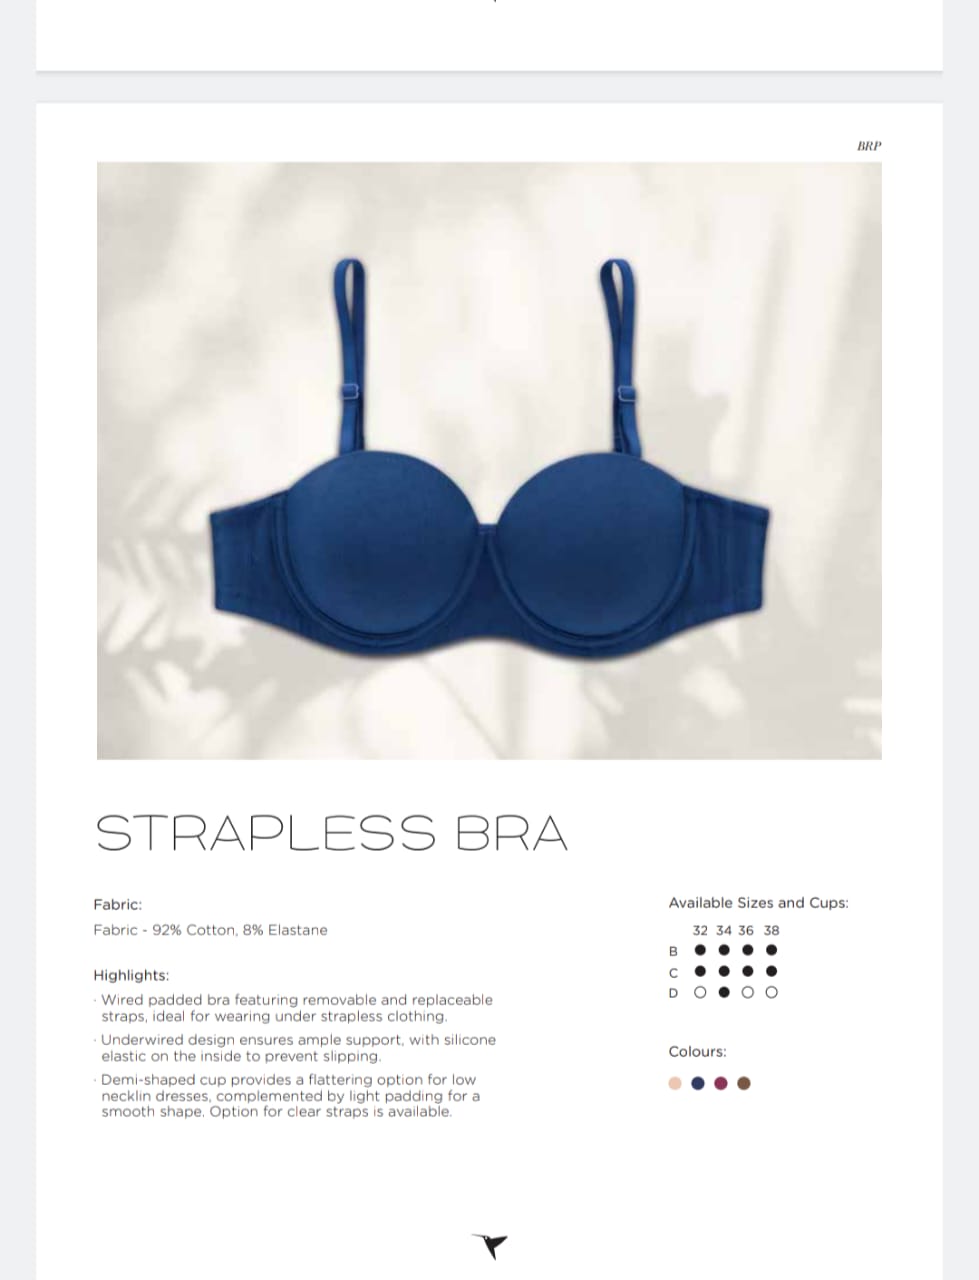 BRP
STRAPLESS BRA
Fabric:
Fabric - 92% Cotton, 8% Elastane
Highlights:
· Wired padded bra featuring removable and replaceable
straps, ideal for wearing under strapless clothing.
· Underwired design ensures ample support, with silicone
elastic on the inside to prevent slipping.
· Demi-shaped cup provides a flattering option for low
necklin dresses, complemented by light padding for a
smooth shape. Option for clear straps is available.
Available Sizes and Cups:
32 34 36 38
B ● ● ● ●
C ● ● ● ●
D ○ ● ○ ○
Colours: